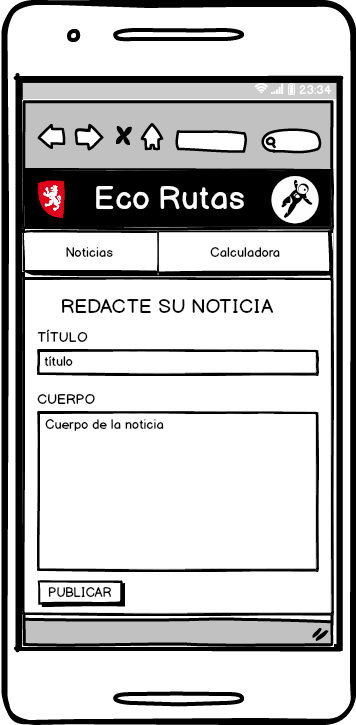 23:34
Eco Rutas
Noticias
Calculadora
REDACTE SU NOTICIA
TÍTULO
título
CUERPO
Cuerpo de la noticia
PUBLICAR